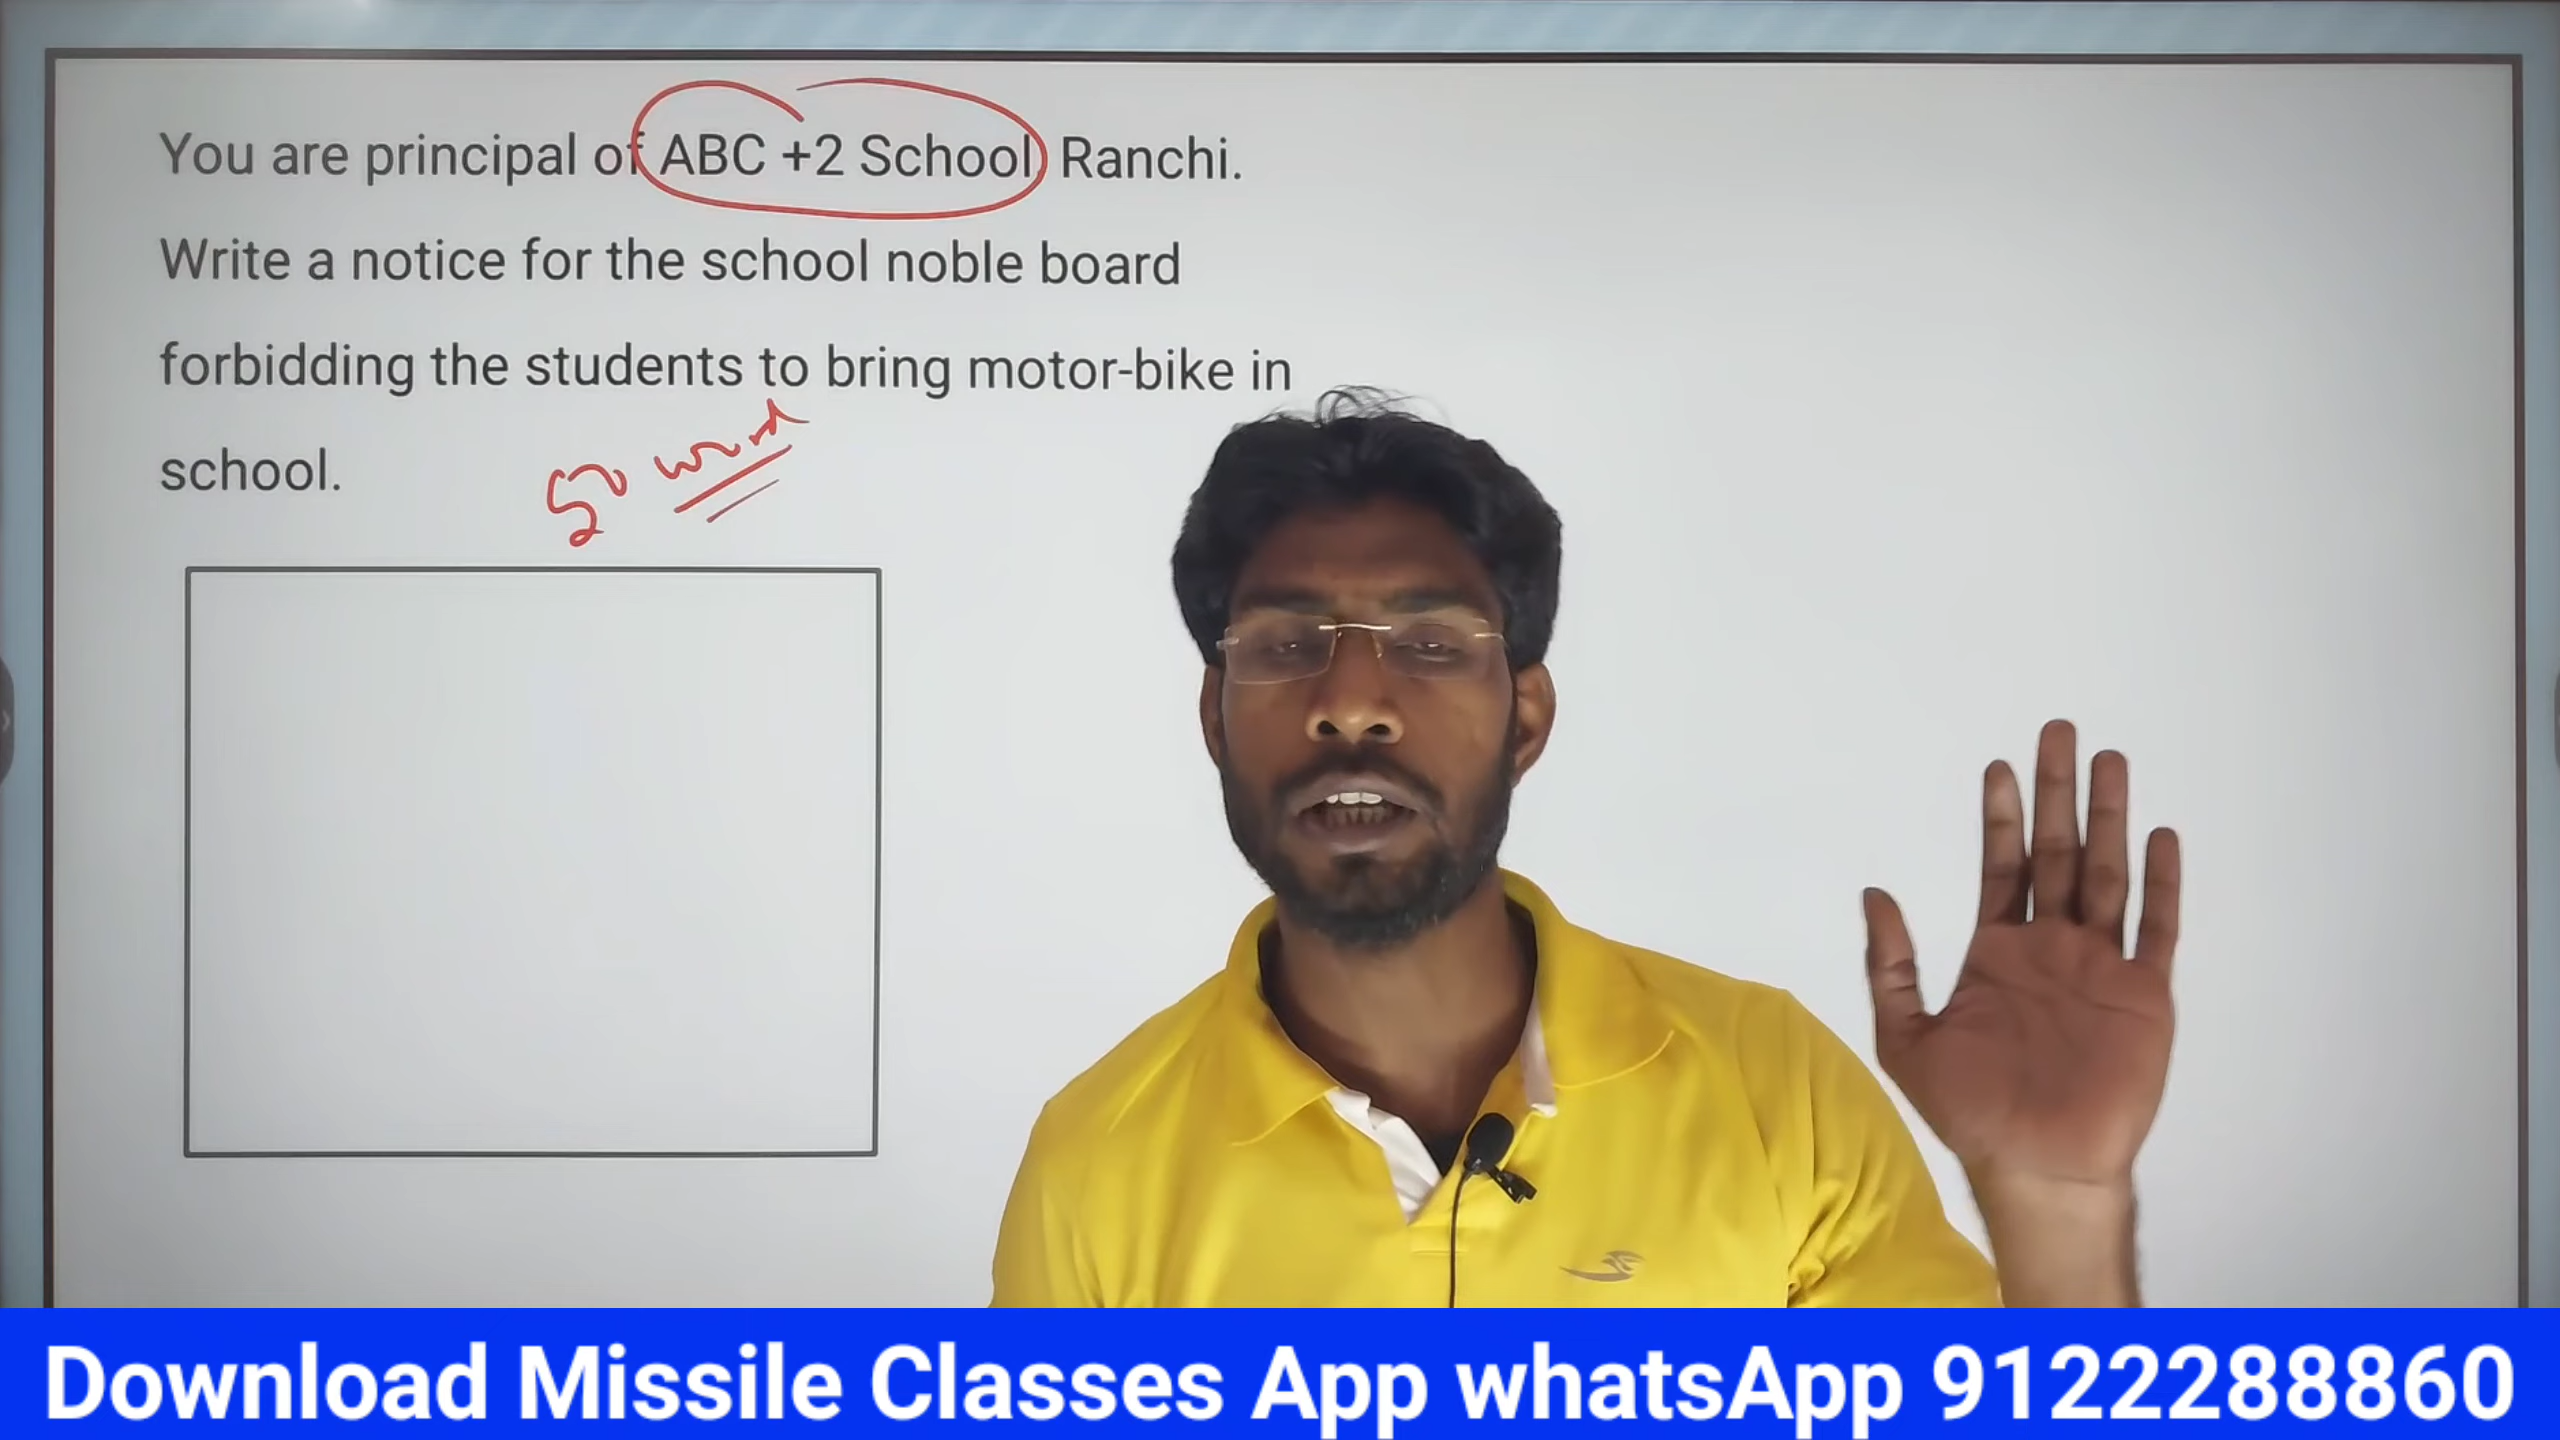 You are principal of ABC +2 School, Ranchi.
Write a notice for the school noble board
forbidding the students to bring motor-bike in
school.
50 word
Download Missile Classes App whatsApp 9122288860